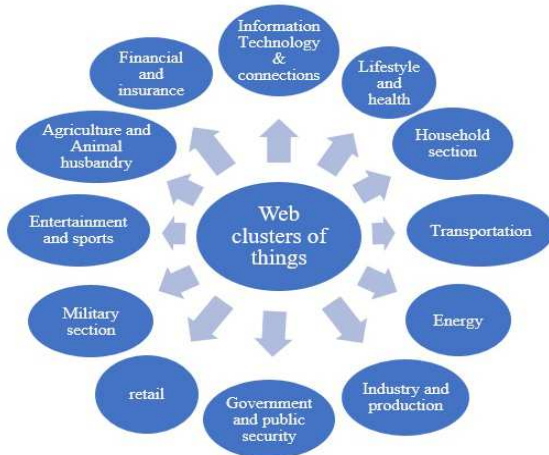 Information
Technology
&
connections
Lifestyle
and
health
Household
section
Transportation
Energy
Industry and
production
Government
and public
security
retail
Military
section
Entertainment
and sports
Agriculture and
Animal
husbandry
Financial
and
insurance
Web
clusters of
things